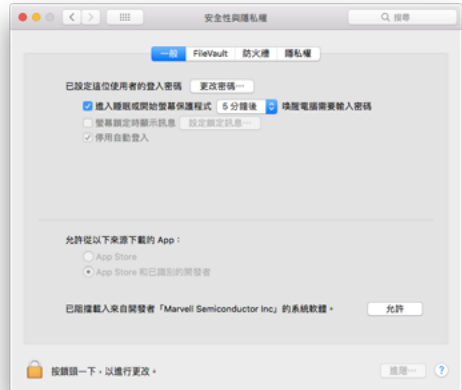 安全性與隱私權
搜尋
一般
FileVault
防火牆
隱私權
已設定這位使用者的登入密碼
更改密碼⋯
進入睡眠或開始螢幕保護程式
5 分鐘後
喚醒電腦需要輸入密碼
螢幕鎖定時顯示訊息
設定鎖定訊息⋯
停用自動登入
允許從以下來源下載的 App：
App Store
App Store 和已識別的開發者
已阻擋載入來自開發者「Marvell Semiconductor Inc」的系統軟體。
允許
按鎖頭一下，以進行更改。
進階⋯
?